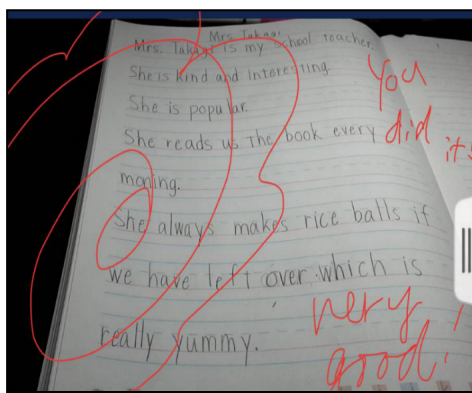 Mrs. Takagi
Mrs. Takagi is my school teacher.
She is kind and interesting.
She is popular.
She reads us the book every
morning.
She always makes rice balls if
we have left over which is
really yummy.
You
did
it
very
good!